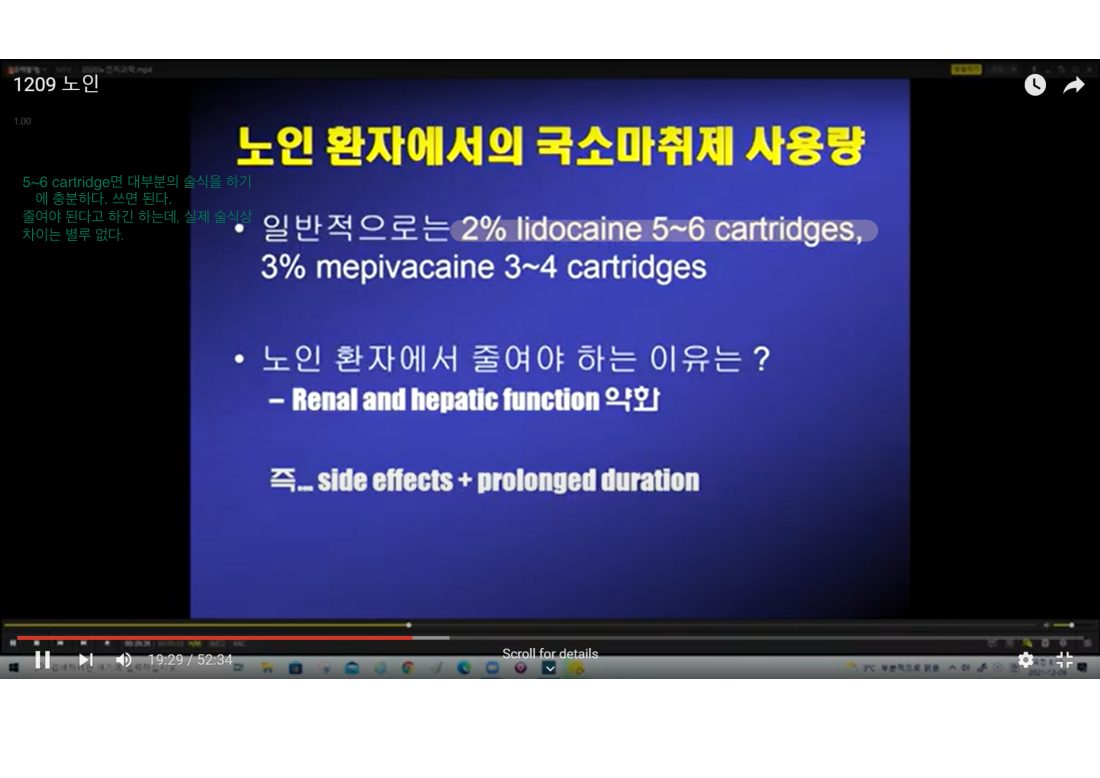 1209 노인
1.00
노인 환자에서의 국소마취제 사용량
5~6 cartridge면 대부분의 술식을 하기
에 충분하다. 쓰면 된다.
줄여야 된다고 하긴 하는데, 실제 술식상
차이는 별루 없다.
• 일반적으로는 2% lidocaine 5~6 cartridges,
3% mepivacaine 3~4 cartridges
• 노인 환자에서 줄여야 하는 이유는 ?
– Renal and hepatic function 약화
즉... side effects + prolonged duration
19:29 / 52:34
Scroll for details